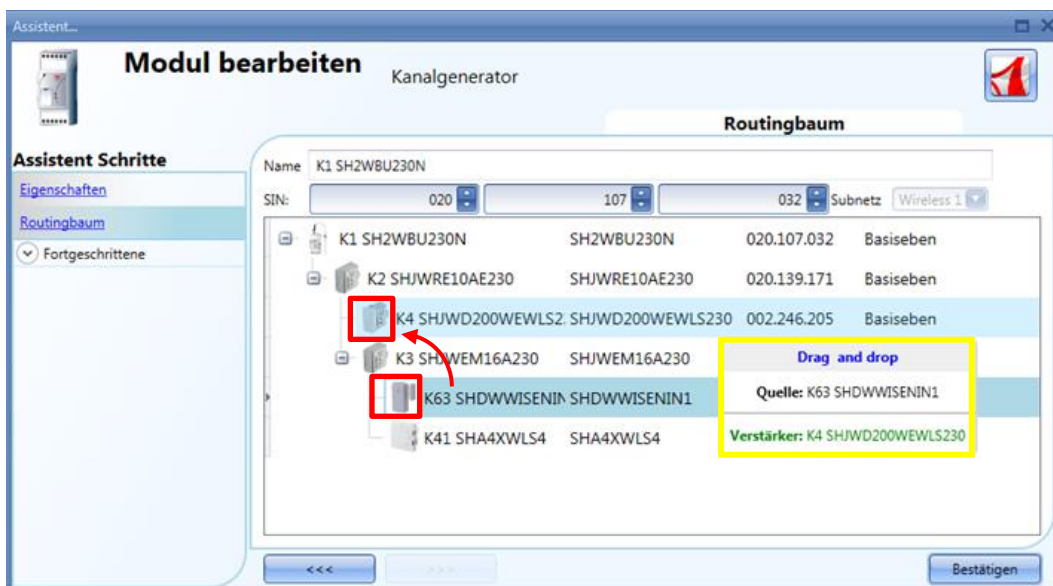 Assistent...
Modul bearbeiten
Kanalgenerator
Routingbaum
Assistent Schritte
Eigenschaften
Routingbaum
Fortgeschrittene
Name K1 SH2WBU230N
SIN: 020 107 032 Subnetz Wireless 1
K1 SH2WBU230N SH2WBU230N 020.107.032 Basiseben
K2 SHJWRE10AE230 SHJWRE10AE230 020.139.171 Basiseben
K4 SHJWD200WEWLS2 SHJWD200WEWLS230 002.246.205 Basiseben
K3 SHJWEM16A230 SHJWEM16A230
K63 SHDWWISENIN SHDWWISENIN1
K41 SHA4XWLS4 SHA4XWLS4
Drag and drop
Quelle: K63 SHDWWISENIN1
Verstärker: K4 SHJWD200WEWLS230
<<<
>>>
Bestätigen